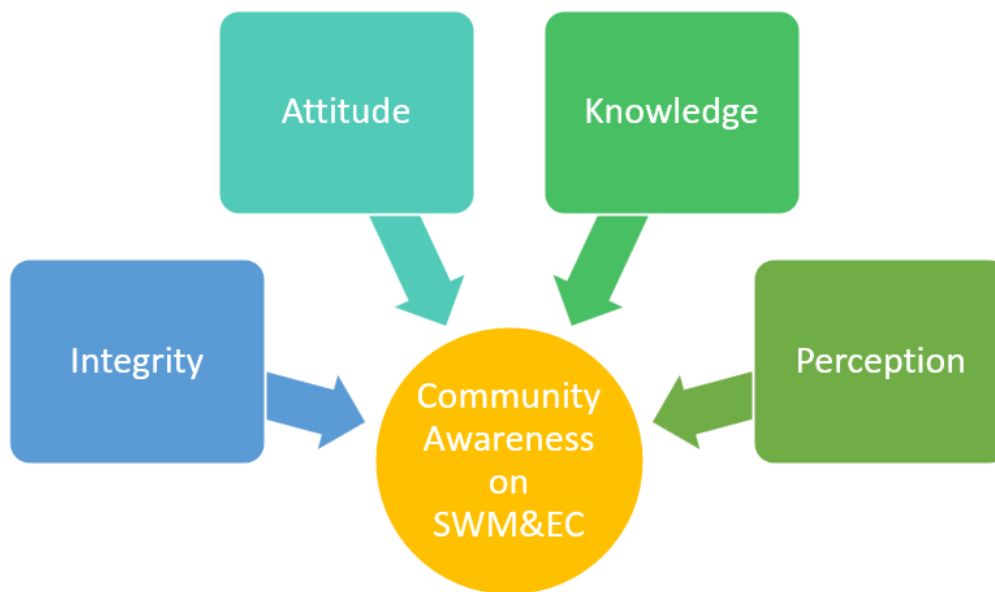 Attitude
Knowledge
Integrity
Perception
Community
Awareness
on
SWM&EC